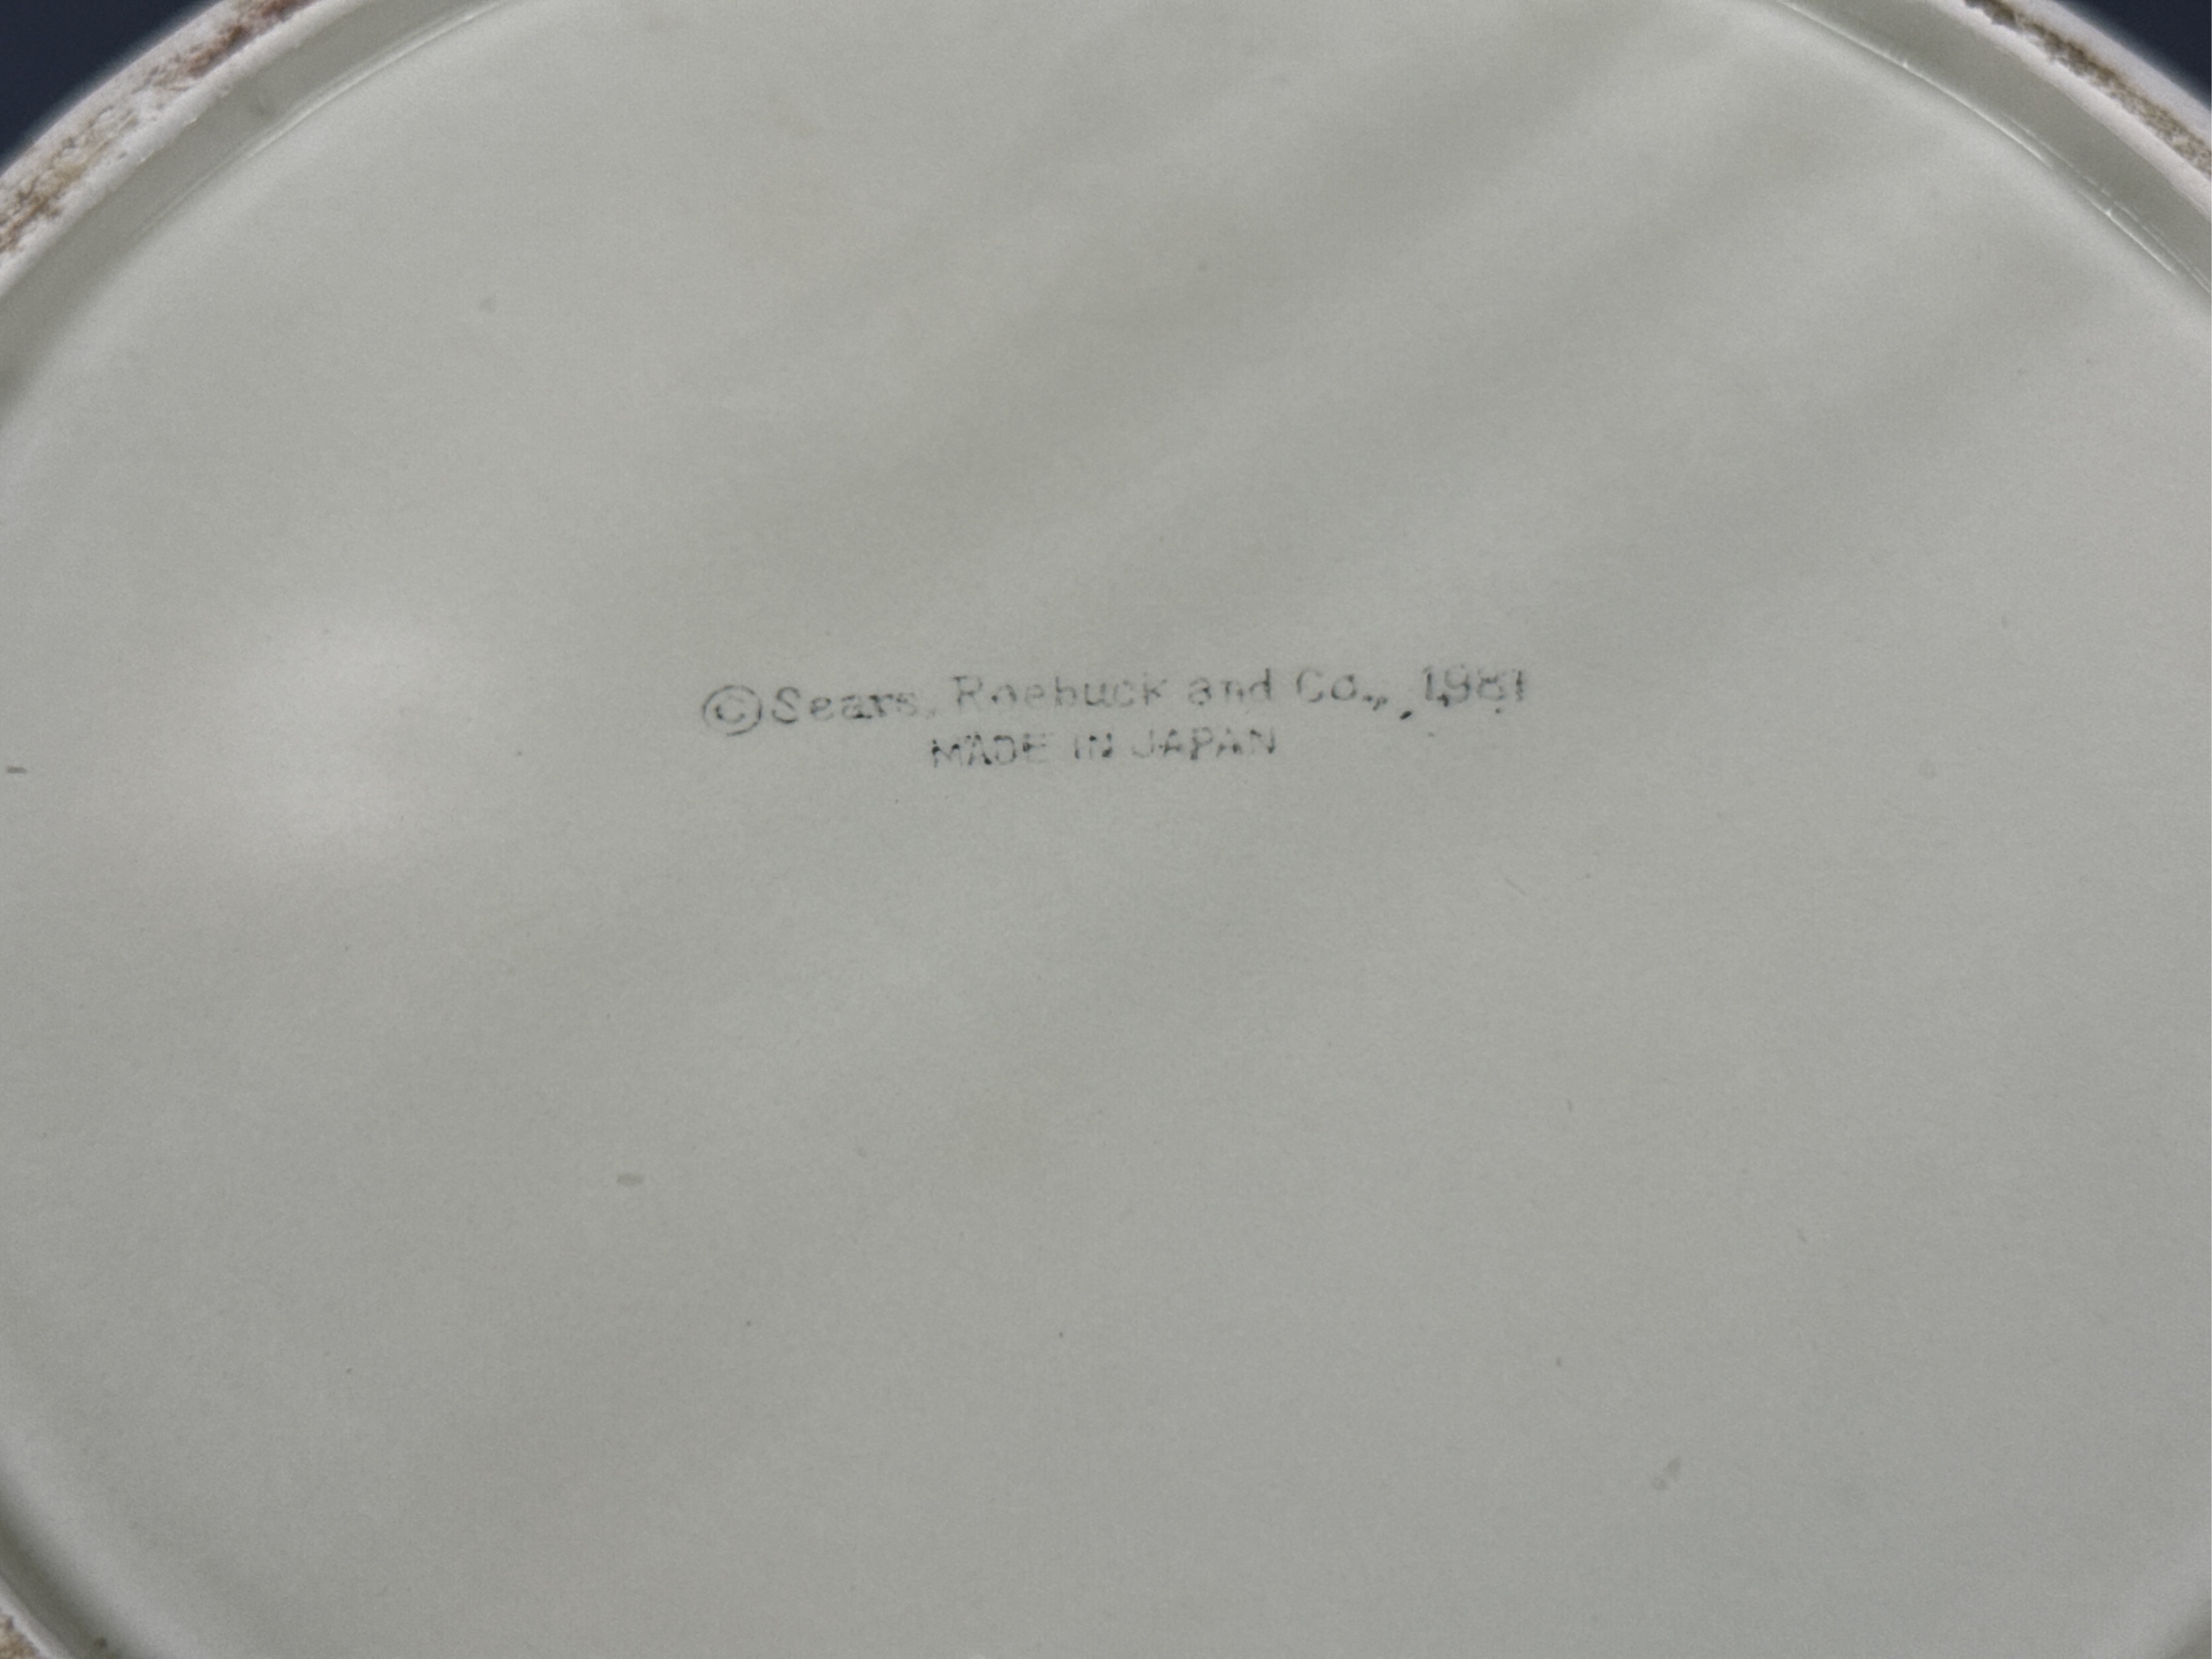 ©Sears, Roebuck and Co., 1981
MADE IN JAPAN